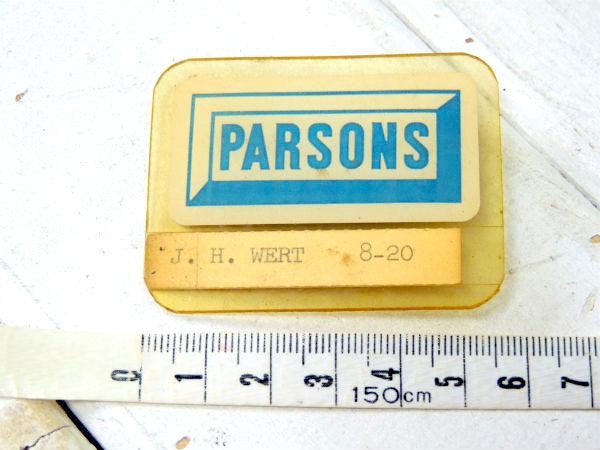 PARSONS
J. H. WERT 8-20
0 1 2 3 4 5 6 7
150cm